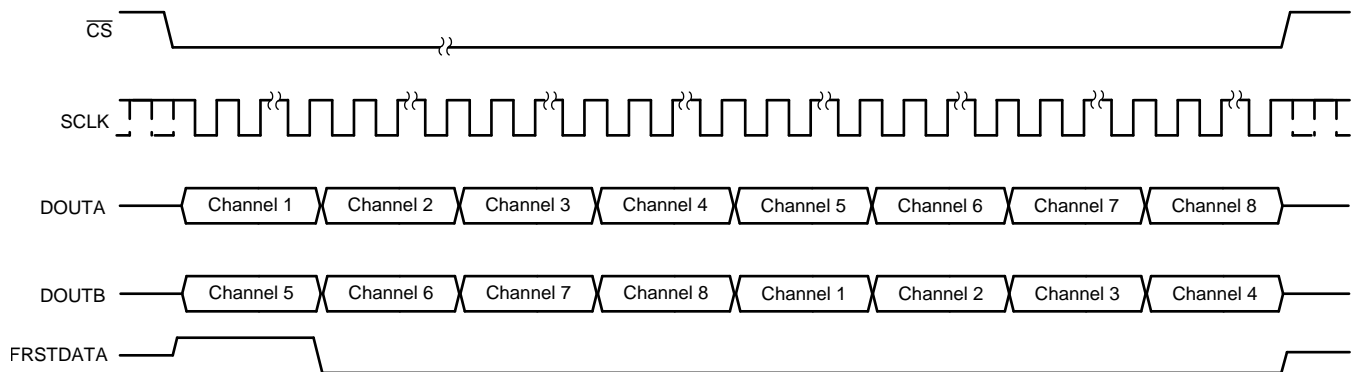 CS
SCLK
DOUTA Channel 1 Channel 2 Channel 3 Channel 4 Channel 5 Channel 6 Channel 7 Channel 8
DOUTB Channel 5 Channel 6 Channel 7 Channel 8 Channel 1 Channel 2 Channel 3 Channel 4
FRSTDATA